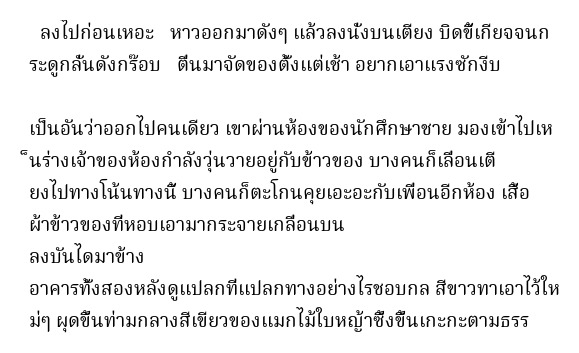 ลงไปก่อนเหอะ หาวออกมาดังๆ แล้วลงนั่งบนเตียง บิดขี้เกียจจนก
ระดูกลั่นดังกร๊อบ ตื่นมาจัดของตั้งแต่เช้า อยากเอาแรงซักงีบ
เป็นอันว่าออกไปคนเดียว เขาผ่านห้องของนักศึกษาชาย มองเข้าไปเห
็นร่างเจ้าของห้องกำลังวุ่นวายอยู่กับข้าวของ บางคนก็เลื่อนเตี
ยงไปทางโน้นทางนี้ บางคนก็ตะโกนคุยเอะอะกับเพื่อนอีกห้อง เสื้อ
ผ้าข้าวของที่หอบเอามากระจายเกลื่อนบน
ลงบันไดมาข้าง
อาคารทั้งสองหลังดูแปลกที่แปลกทางอย่างไรชอบกล สีขาวทาเอาไว้ให
ม่ๆ ผุดขึ้นท่ามกลางสีเขียวของแมกไม้ใบหญ้าซึ่งขึ้นเกะกะตามธรร